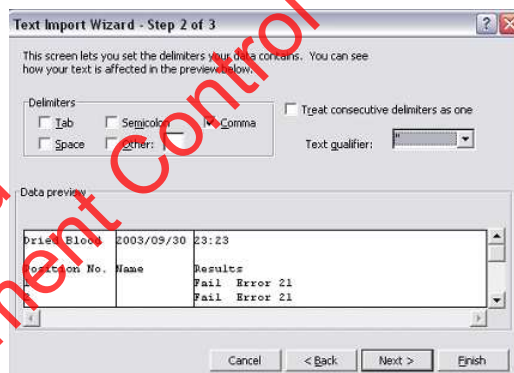 Text Import Wizard - Step 2 of 3
This screen lets you set the delimiters your data contains. You can see
how your text is affected in the preview below.
Delimiters
Tab Semicolon Comma
Space Other:
Treat consecutive delimiters as one
Text qualifier: "
Data preview
Dried Blood 2003/09/30 23:23
Position No. Name Results
1 Fail Error 21
Fail Error 21
Cancel < Back Next > Finish
ment Control